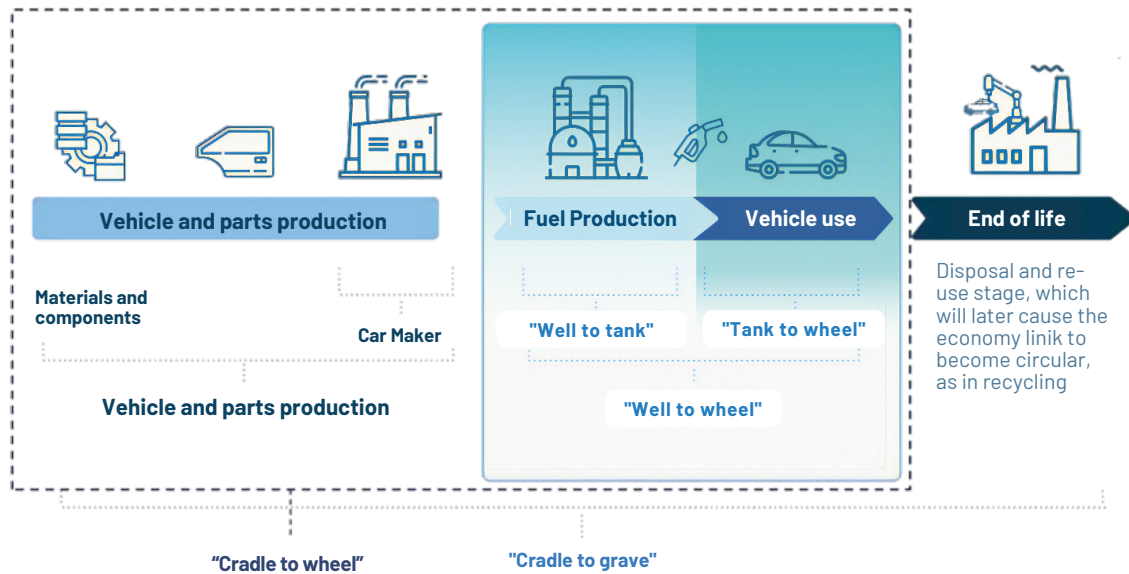 Vehicle and parts production
Fuel Production
Vehicle use
End of life
Materials and
components
Car Maker
"Well to tank"
"Tank to wheel"
Disposal and re-
use stage, which
will later cause the
economy linik to
become circular,
as in recycling
Vehicle and parts production
"Well to wheel"
“Cradle to wheel”
"Cradle to grave"